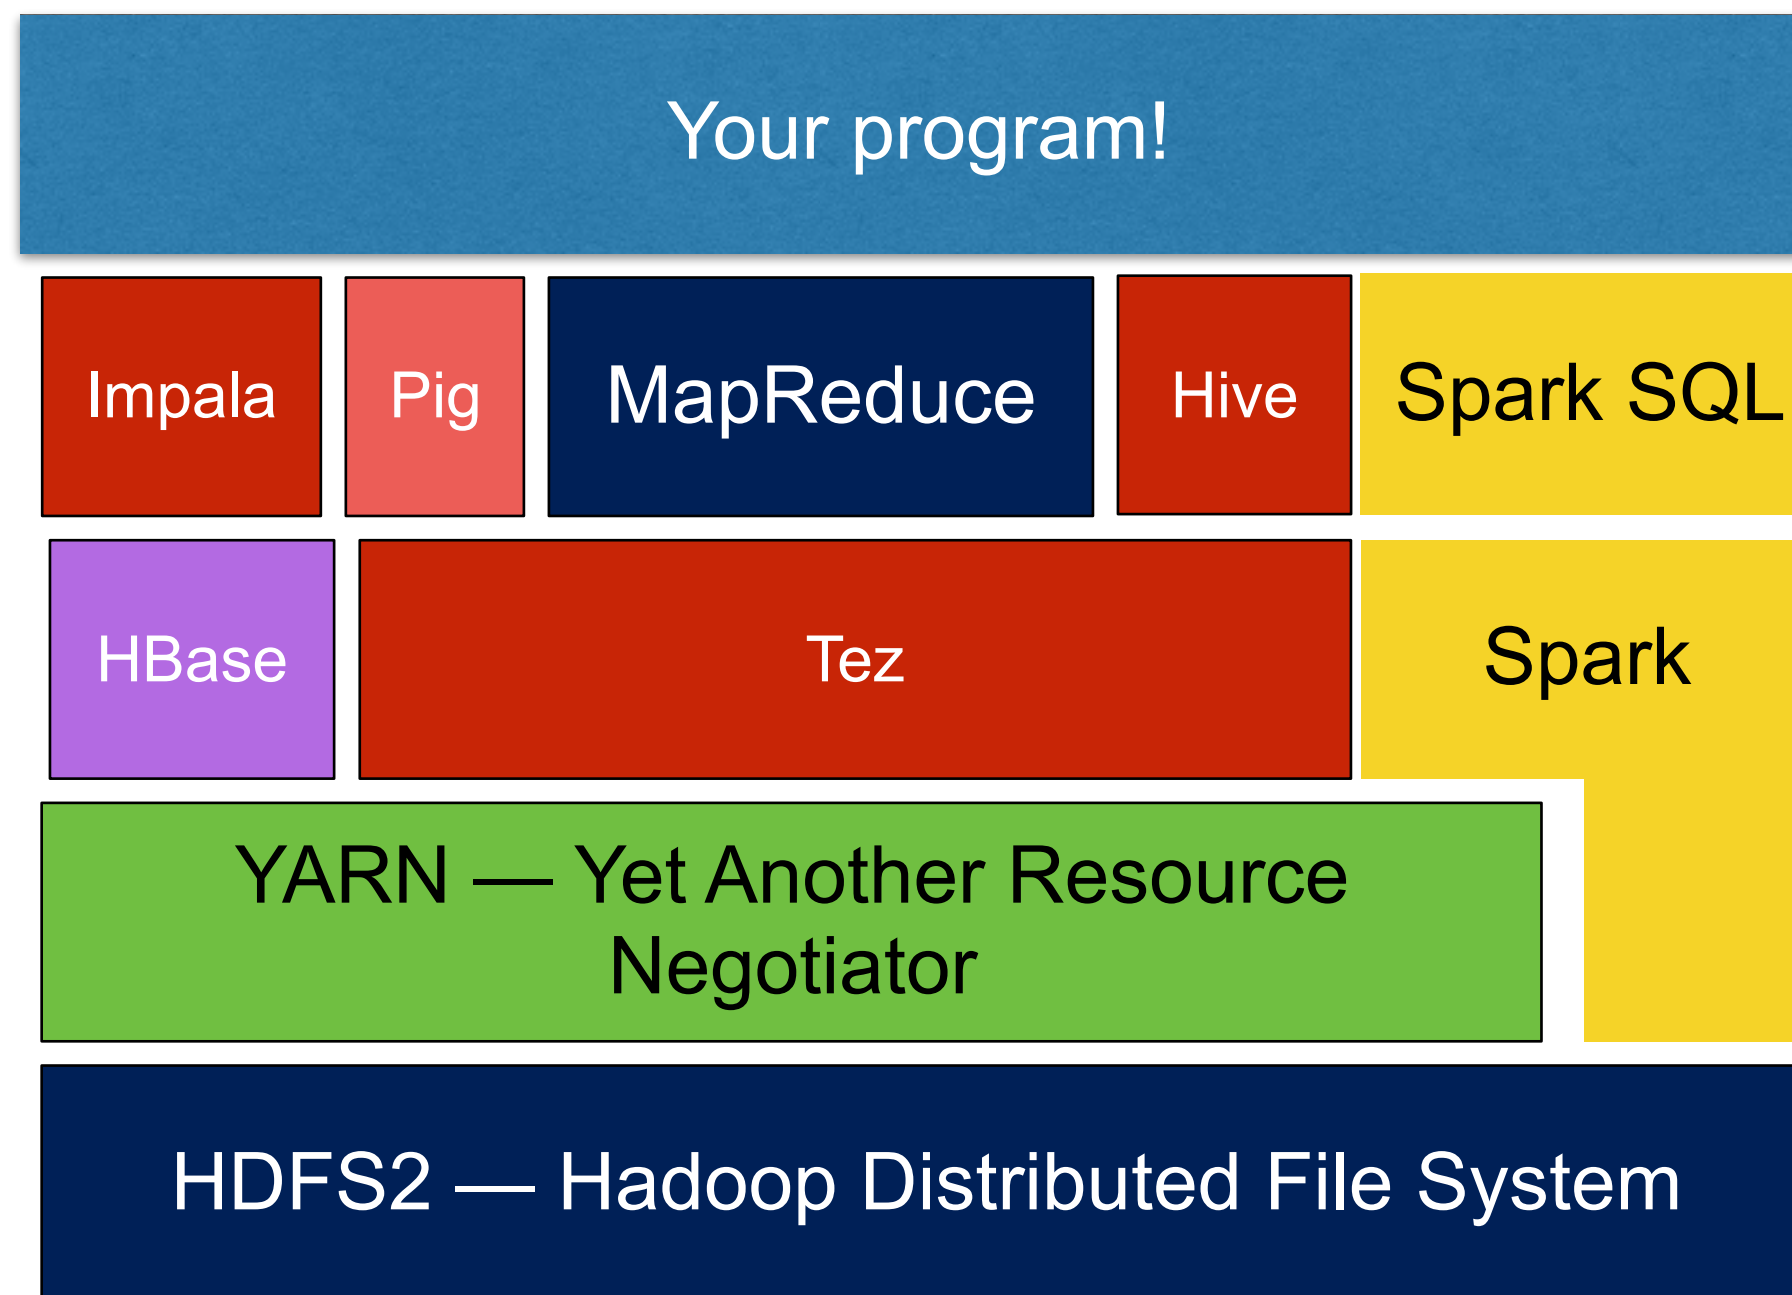 Your program!
Impala
Pig
MapReduce
Hive
Spark SQL
HBase
Tez
Spark
YARN — Yet Another Resource
Negotiator
HDFS2 — Hadoop Distributed File System